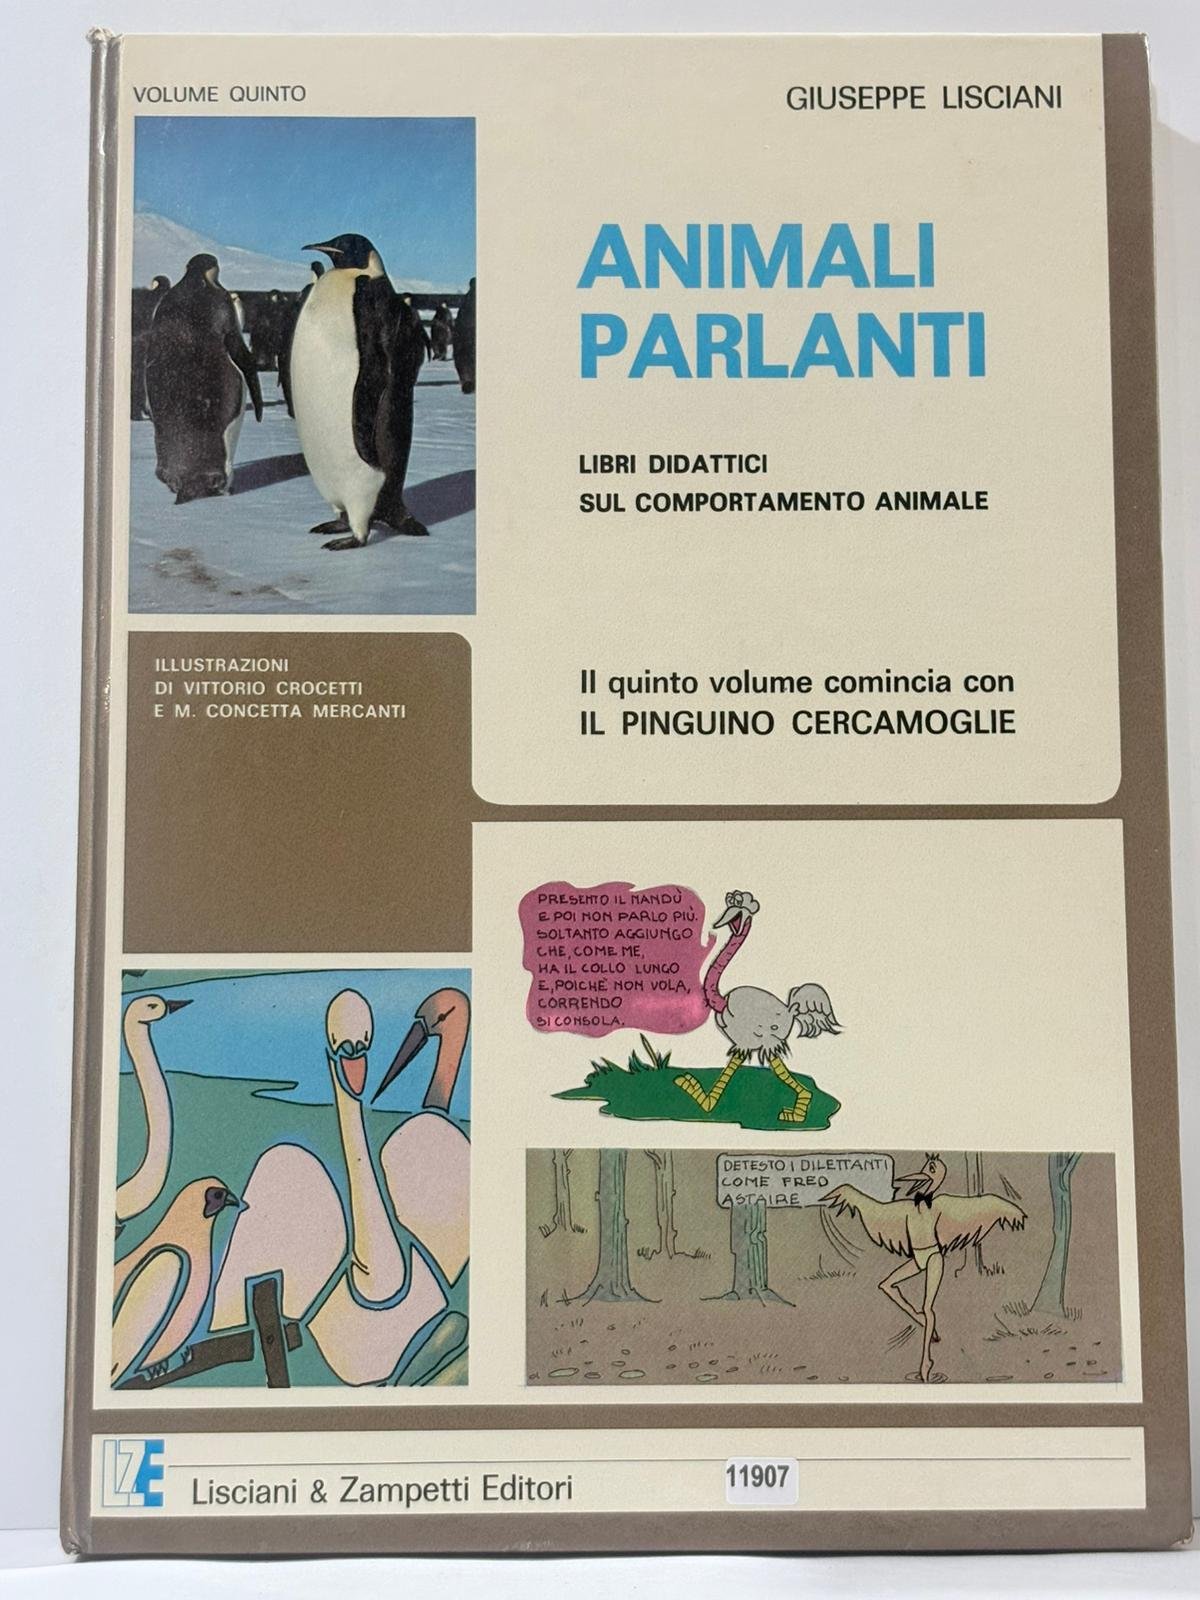 VOLUME QUINTO
GIUSEPPE LISCIANI
ANIMALI
PARLANTI
LIBRI DIDATTICI
SUL COMPORTAMENTO ANIMALE
ILLUSTRAZIONI
DI VITTORIO CROCETTI
E M. CONCETTA MERCANTI
Il quinto volume comincia con
IL PINGUINO CERCAMOGLIE
PRESENTO IL NANDÙ
E POI NON PARLO PIÙ.
SOLTANTO AGGIUNGO
CHE, COME ME,
HA IL COLLO LUNGO
E, POICHÈ NON VOLA,
CORRENDO
SI CONSOLA.
DETESTO I DILETTANTI
COME FRED
ASTAIRE
LZE
Lisciani & Zampetti Editori
11907